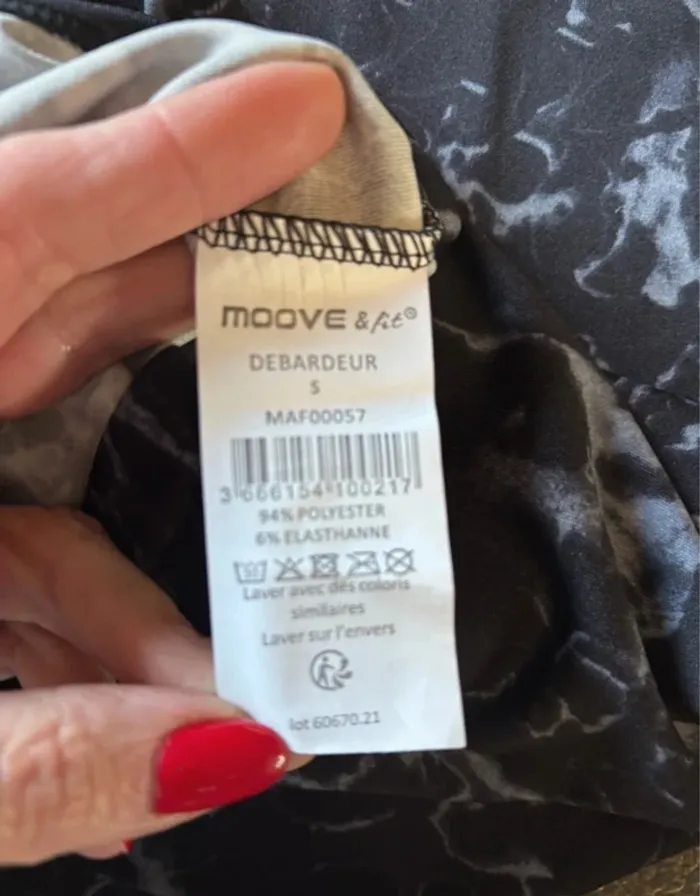 MOOVE & fit®
DEBARDEUR
S
MAF00057
3 666154 100217
94% POLYESTER
6% ELASTHANNE
Laver avec des coloris
similaires
Laver sur l'envers
lot 60670.21